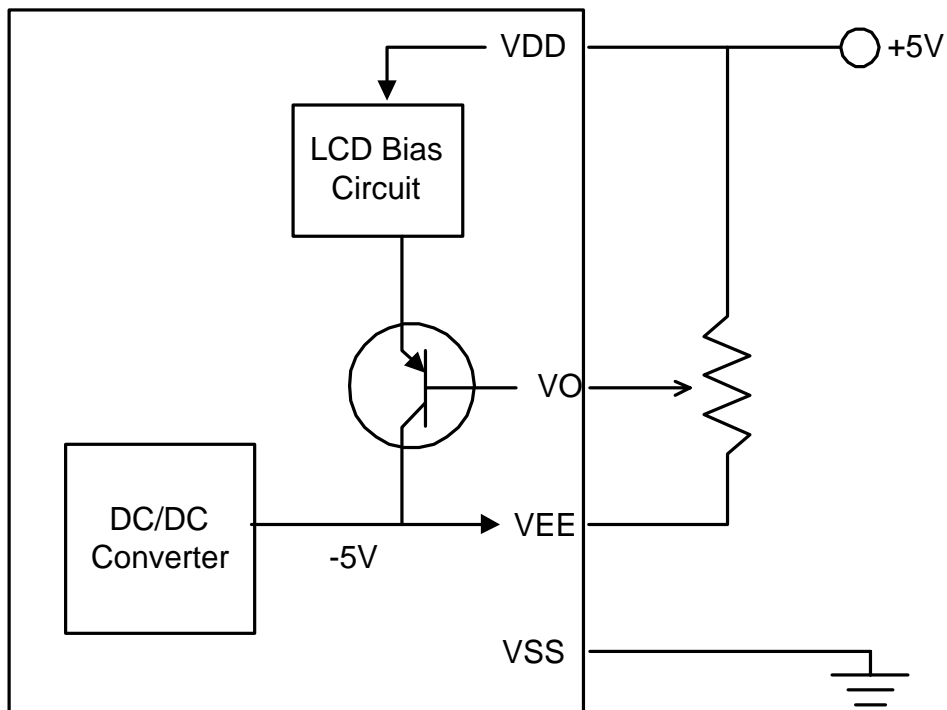 VDD
+5V
LCD Bias
Circuit
VO
DC/DC
Converter
-5V
VEE
VSS